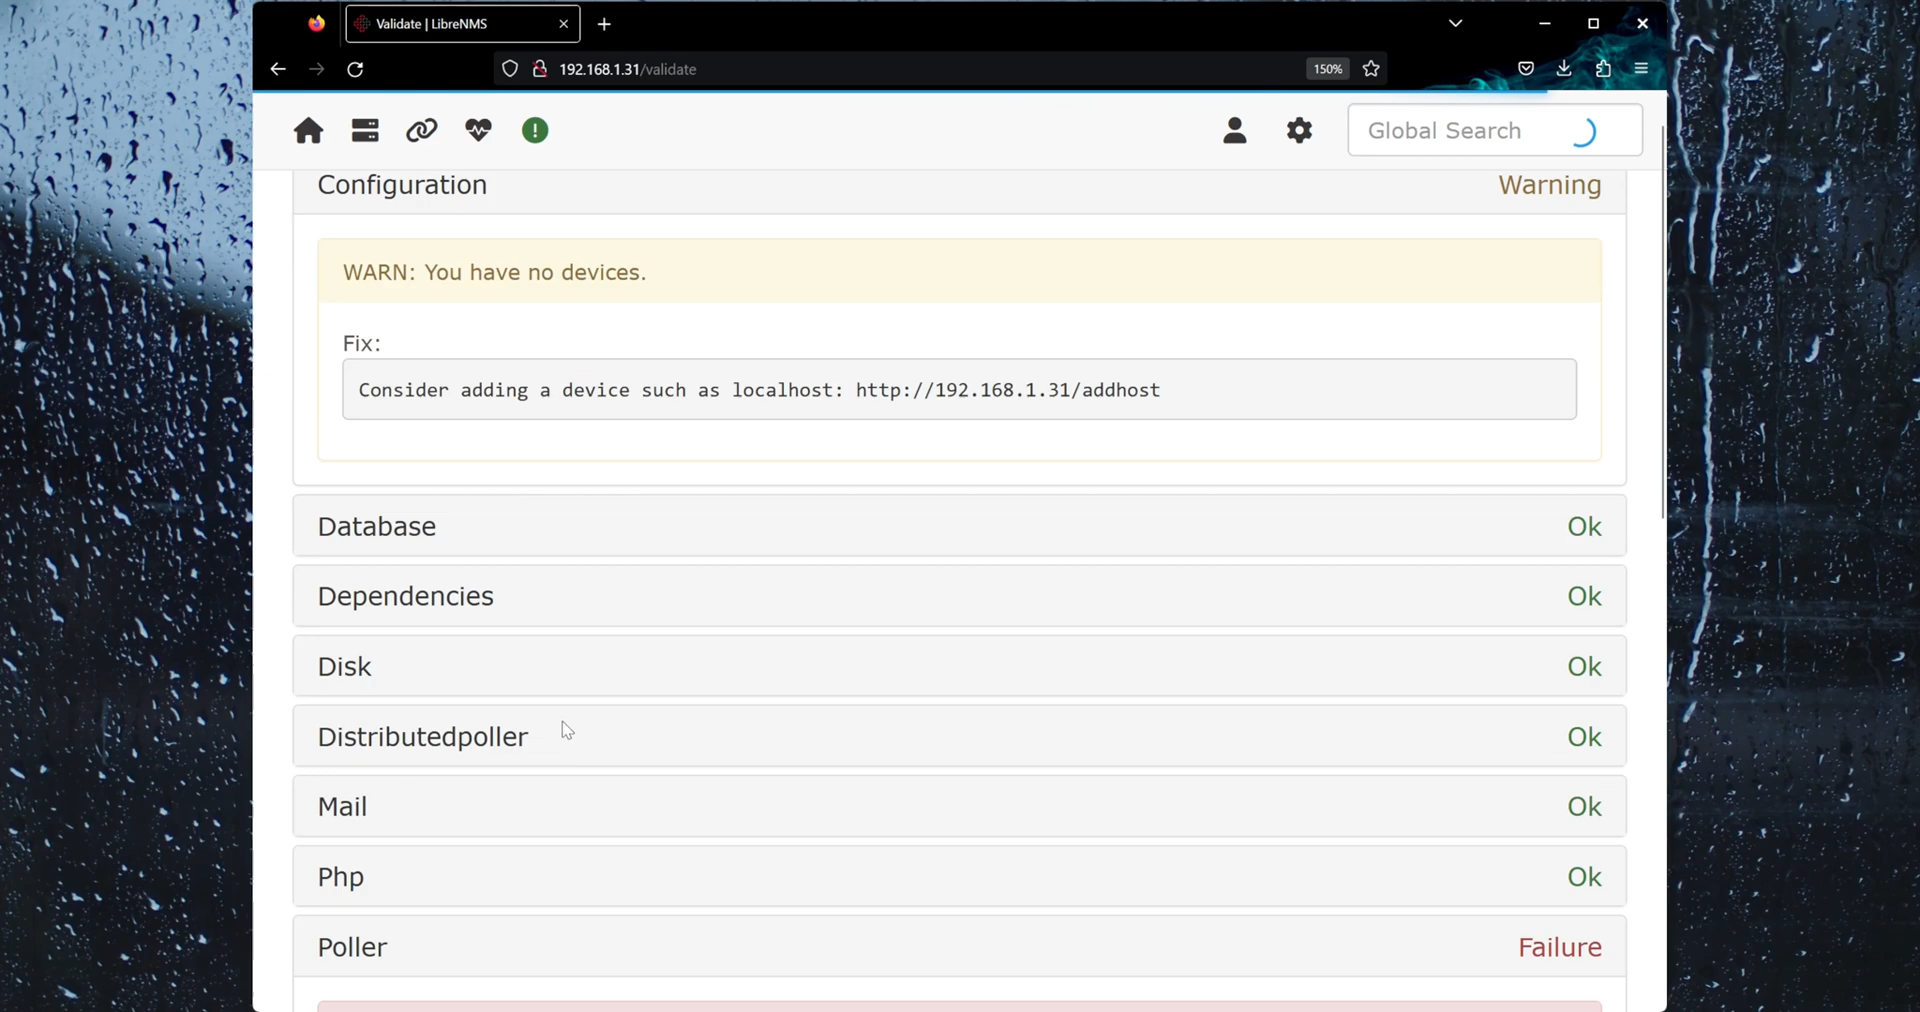 Validate | LibreNMS
192.168.1.31/validate
150%
Global Search
Configuration
Warning
WARN: You have no devices.
Fix:
Consider adding a device such as localhost: http://192.168.1.31/addhost
Database
Ok
Dependencies
Ok
Disk
Ok
Distributedpoller
Ok
Mail
Ok
Php
Ok
Poller
Failure